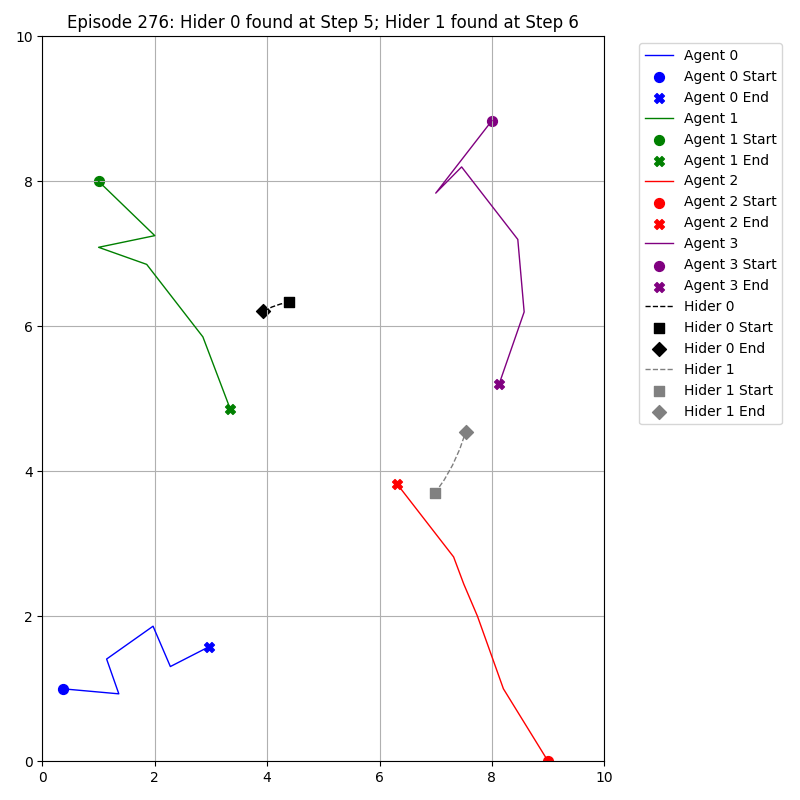 Episode 276: Hider 0 found at Step 5; Hider 1 found at Step 6
10
8
6
4
2
0
0 2 4 6 8 10
Agent 0
Agent 0 Start
Agent 0 End
Agent 1
Agent 1 Start
Agent 1 End
Agent 2
Agent 2 Start
Agent 2 End
Agent 3
Agent 3 Start
Agent 3 End
Hider 0
Hider 0 Start
Hider 0 End
Hider 1
Hider 1 Start
Hider 1 End